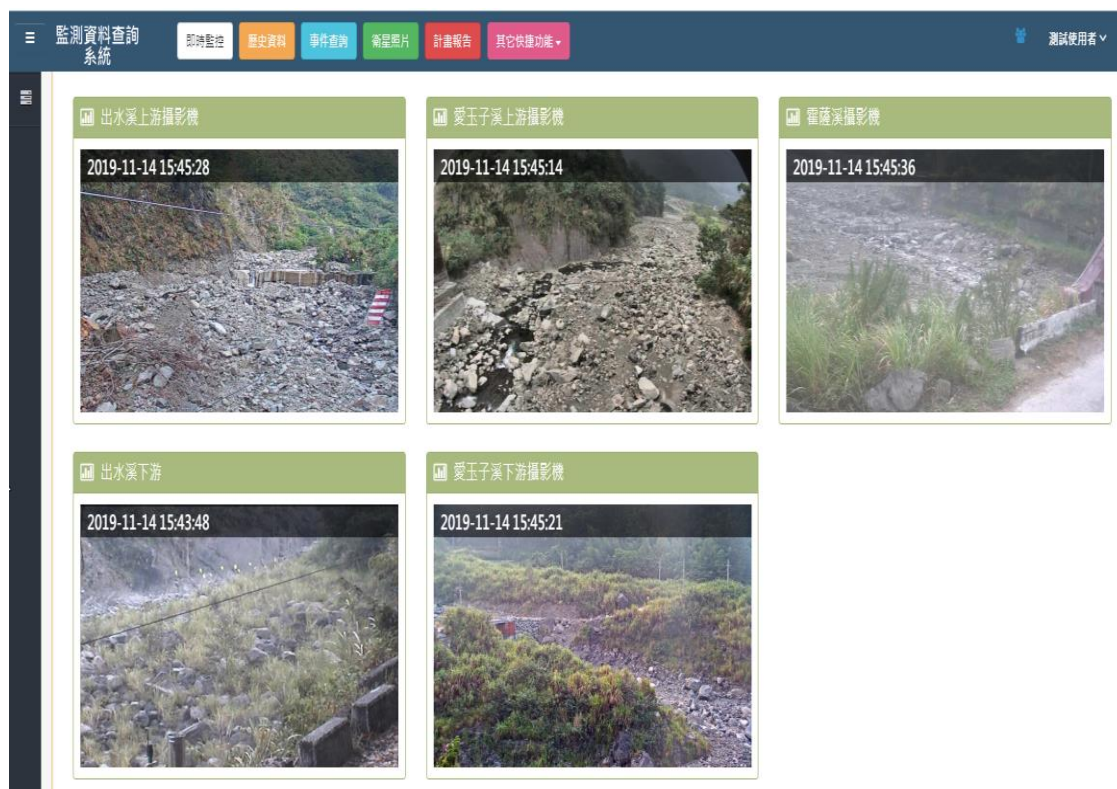 監測資料查詢
系統
即時監控
歷史資料
事件查詢
衛星照片
計畫報告
其它快捷功能
測試使用者
出水溪上游攝影機
愛玉子溪上游攝影機
霍薩溪攝影機
2019-11-14 15:45:28
2019-11-14 15:45:14
2019-11-14 15:45:36
出水溪下游
愛玉子溪下游攝影機
2019-11-14 15:43:48
2019-11-14 15:45:21